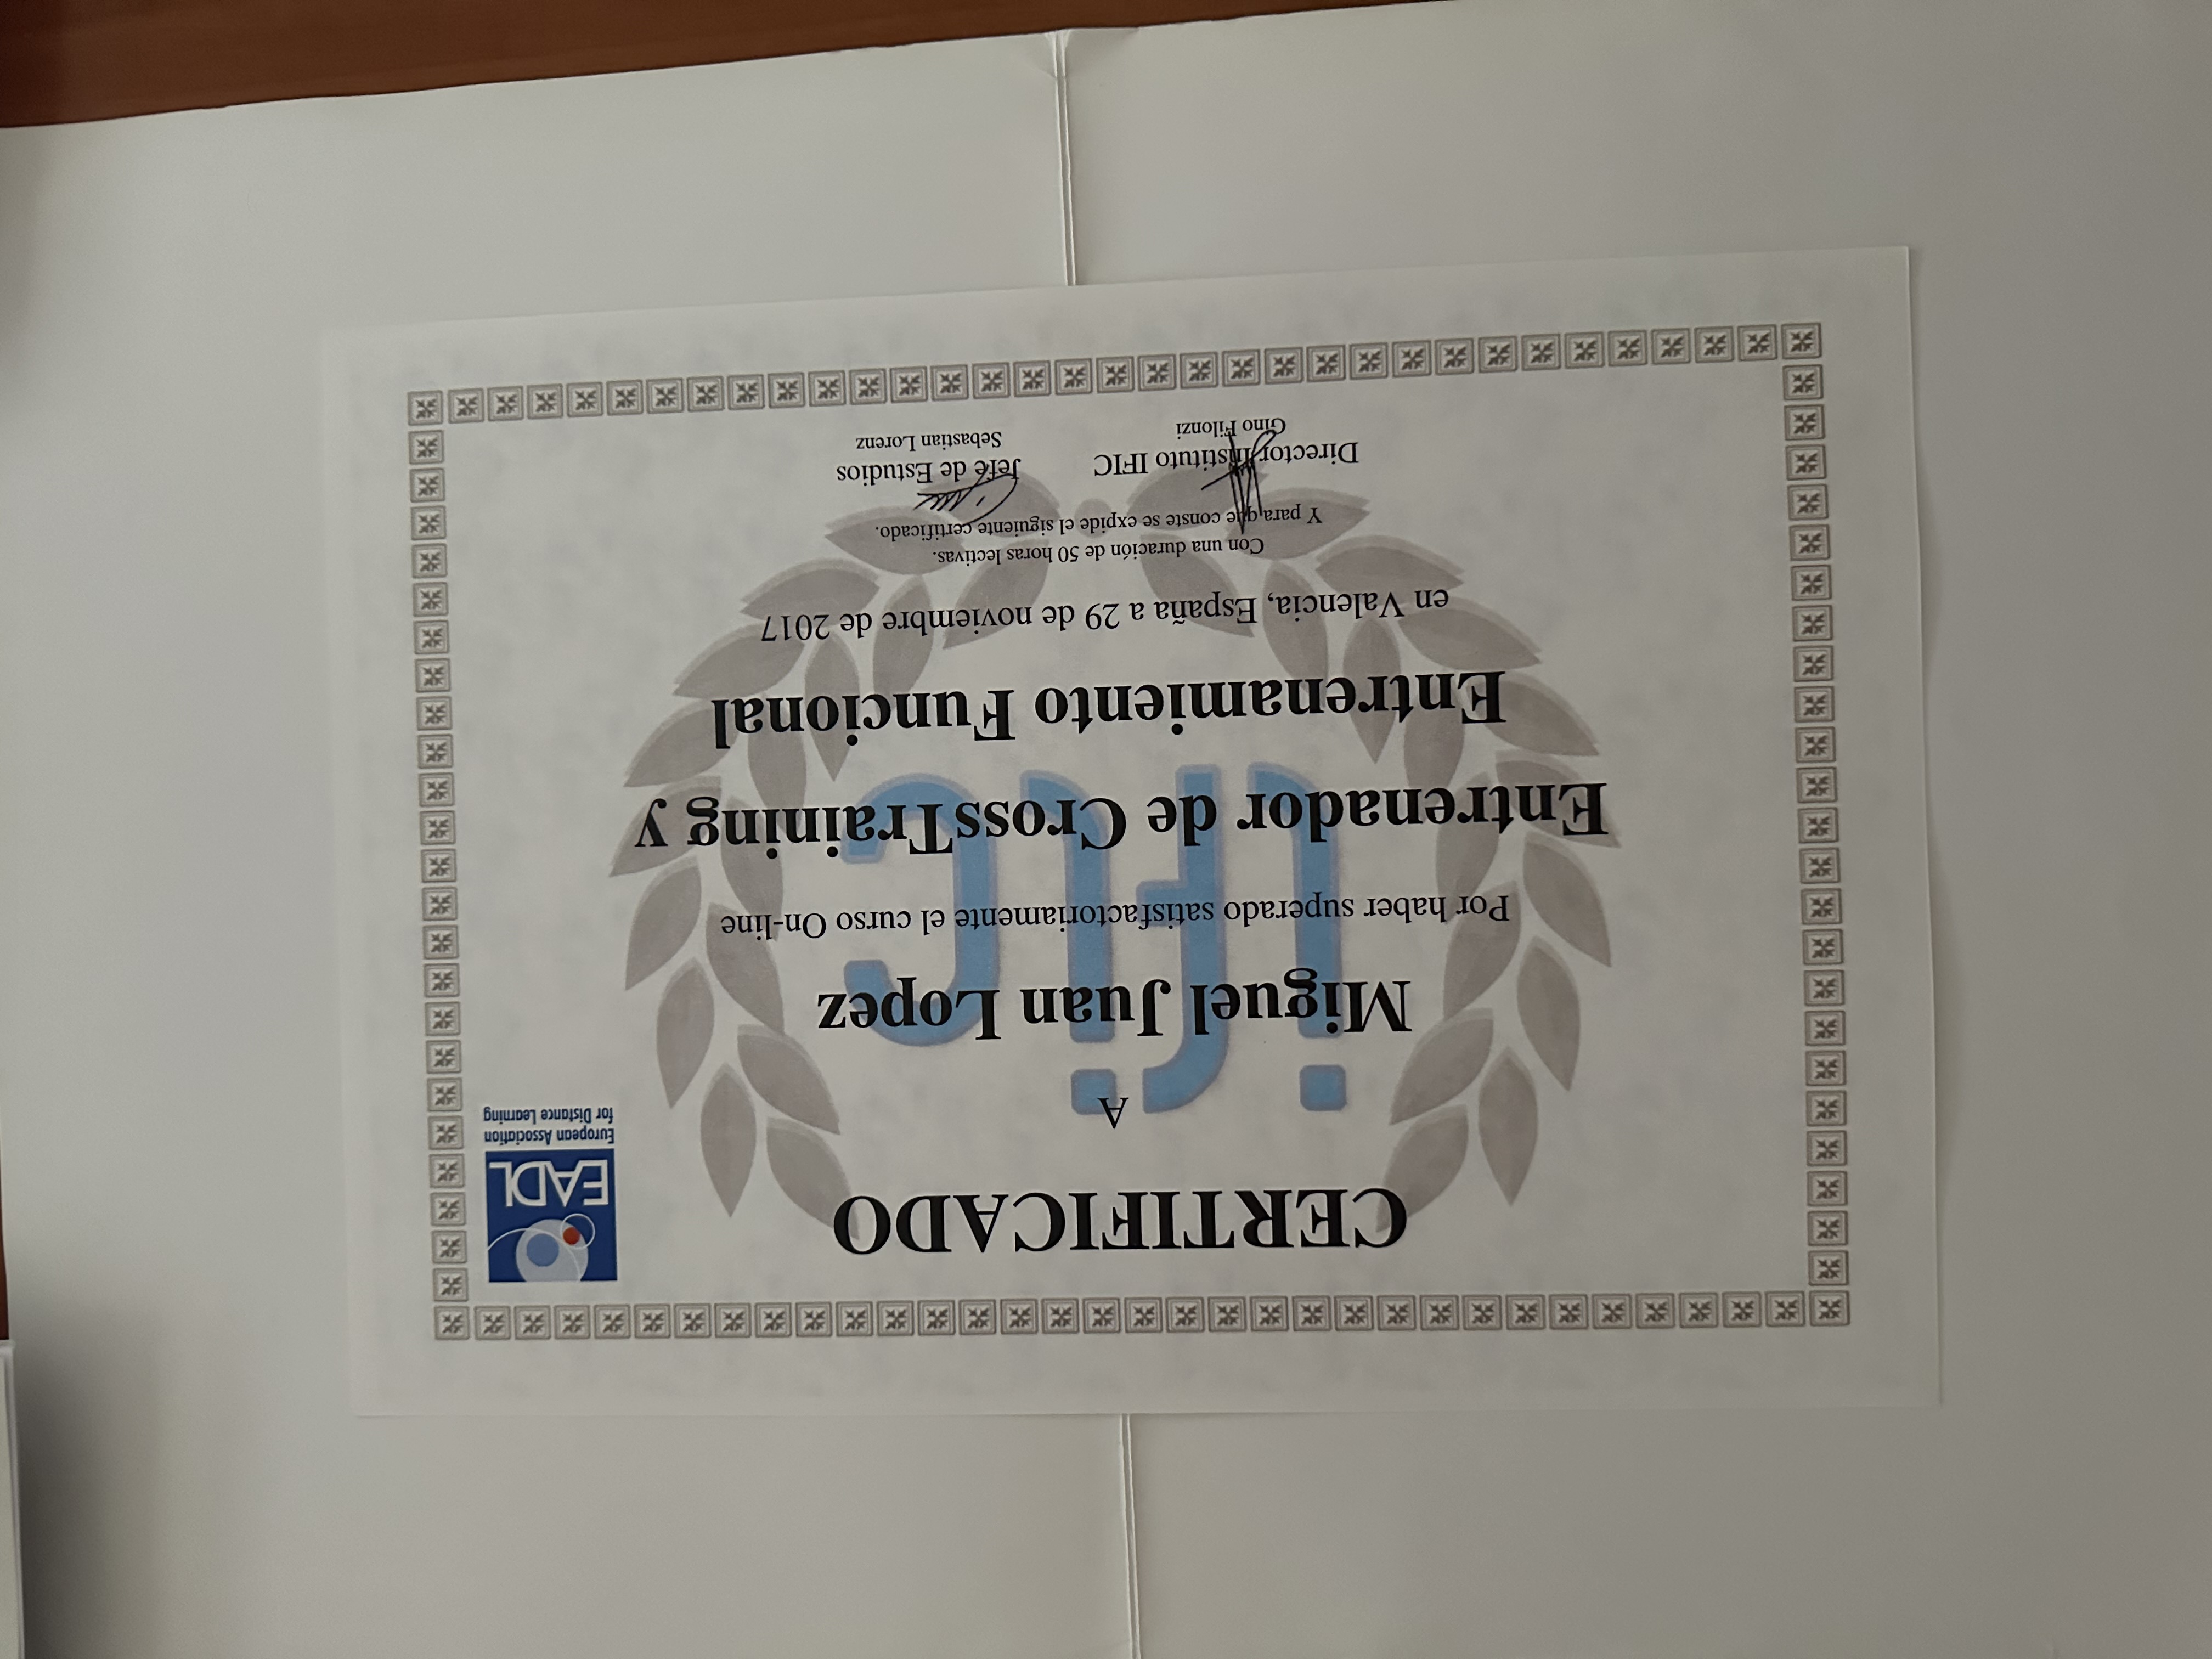 CERTIFICADO
EADL
European Association
for Distance Learning
A
Miguel Juan Lopez
Por haber superado satisfactoriamente el curso On-line
Entrenador de CrossTraining y
Entrenamiento Funcional
en Valencia, España a 29 de noviembre de 2017
Con una duración de 50 horas lectivas.
Y para que conste se expide el siguiente certificado.
Director Instituto IFIC
Gino Filonzi
Jefe de Estudios
Sebastian Lorenz
ific